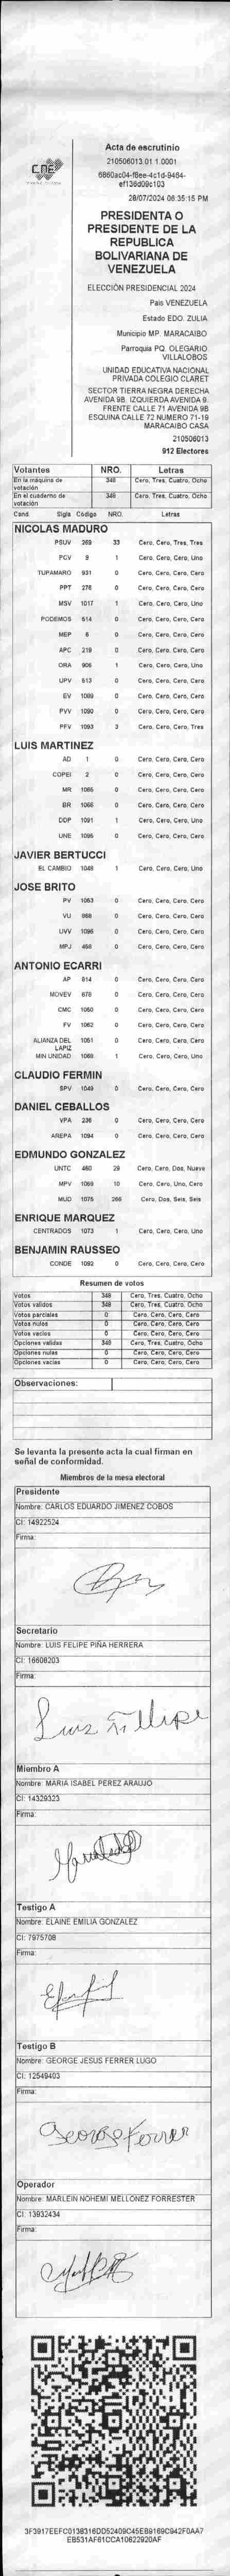 CNE
Acta de escrutinio
210506013.01.1.0001
ef136d09c103
28/07/2024 06:35:15 PM
PRESIDENTA O
PRESIDENTE DE LA
REPUBLICA
BOLIVARIANA DE
VENEZUELA
ELECCIÓN PRESIDENCIAL 2024
Pais VENEZUELA
Estado EDO. ZULIA
Municipio MP. MARACAIBO
Parroquia PQ. OLEGARIO
VILLALOBOS
UNIDAD EDUCATIVA NACIONAL
PRIVADA COLEGIO CLARET
SECTOR TIERRA NEGRA DERECHA
AVENIDA 9B. IZQUIERDA AVENIDA 9.
FRENTE CALLE 71 AVENIDA 9B
ESQUINA CALLE 72 NUMERO 71-19
MARACAIBO CASA
210506013
912 Electores
Votantes NRO. Letras
En la máquina de votación 348 Cero, Tres, Cuatro, Ocho
En el cuaderno de votación 348 Cero, Tres, Cuatro, Ocho
Cand. Sigla Código NRO. Letras
NICOLAS MADURO
PSUV 269 33 Cero, Cero, Tres, Tres
PCV 9 1 Cero, Cero, Cero, Uno
TUPAMARO 931 0 Cero, Cero, Cero, Cero
PPT 276 0 Cero, Cero, Cero, Cero
MSV 1017 1 Cero, Cero, Cero, Uno
PODEMOS 514 0 Cero, Cero, Cero, Cero
MEP 6 0 Cero, Cero, Cero, Cero
APC 219 0 Cero, Cero, Cero, Cero
ORA 906 1 Cero, Cero, Cero, Uno
UPV 513 0 Cero, Cero, Cero, Cero
EV 1089 0 Cero, Cero, Cero, Cero
PVV 1090 0 Cero, Cero, Cero, Cero
PFV 1093 3 Cero, Cero, Cero, Tres
LUIS MARTINEZ
AD 1 0 Cero, Cero, Cero, Cero
COPEI 2 0 Cero, Cero, Cero, Cero
MR 1065 0 Cero, Cero, Cero, Cero
BR 1066 0 Cero, Cero, Cero, Cero
DDP 1091 1 Cero, Cero, Cero, Uno
UNE 1095 0 Cero, Cero, Cero, Cero
JAVIER BERTUCCI
EL CAMBIO 1048 1 Cero, Cero, Cero, Uno
JOSE BRITO
PV 1053 0 Cero, Cero, Cero, Cero
VU 868 0 Cero, Cero, Cero, Cero
UVV 1096 0 Cero, Cero, Cero, Cero
MPJ 458 0 Cero, Cero, Cero, Cero
ANTONIO ECARRI
AP 814 0 Cero, Cero, Cero, Cero
MOVEV 678 0 Cero, Cero, Cero, Cero
CMC 1050 0 Cero, Cero, Cero, Cero
FV 1062 0 Cero, Cero, Cero, Cero
ALIANZA DEL 1051 0 Cero, Cero, Cero, Cero
LAPIZ
MIN UNIDAD 1068 1 Cero, Cero, Cero, Uno
CLAUDIO FERMIN
SPV 1049 0 Cero, Cero, Cero, Cero
DANIEL CEBALLOS
VPA 236 0 Cero, Cero, Cero, Cero
AREPA 1094 0 Cero, Cero, Cero, Cero
EDMUNDO GONZALEZ
UNTC 460 29 Cero, Cero, Dos, Nueve
MPV 1069 10 Cero, Cero, Uno, Cero
MUD 1075 266 Cero, Dos, Seis, Seis
ENRIQUE MARQUEZ
CENTRADOS 1073 1 Cero, Cero, Cero, Uno
BENJAMIN RAUSSEO
CONDE 1092 0 Cero, Cero, Cero, Cero
Resumen de votos
Votos 348 Cero, Tres, Cuatro, Ocho
Votos validos 348 Cero, Tres, Cuatro, Ocho
Votos parciales 0 Cero, Cero, Cero, Cero
Votos nulos 0 Cero, Cero, Cero, Cero
Votos vacios 0 Cero, Cero, Cero, Cero
Opciones validas 348 Cero, Tres, Cuatro, Ocho
Opciones nulas 0 Cero, Cero, Cero, Cero
Opciones vacias 0 Cero, Cero, Cero, Cero
Observaciones:
Se levanta la presente acta la cual firman en
señal de conformidad.
Miembros de la mesa electoral
Presidente
Nombre: CARLOS EDUARDO JIMENEZ COBOS
CI: 14922524
Firma:
Secretario
Nombre: LUIS FELIPE PIÑA HERRERA
CI: 16608203
Firma:
Luis Fellipe
Miembro A
Nombre: MARIA ISABEL PEREZ ARAUJO
CI: 14329323
Firma:
Testigo A
Nombre: ELAINE EMILIA GONZALEZ
CI: 7975708
Firma:
Testigo B
Nombre: GEORGE JESUS FERRER LUGO
CI: 12549403
Firma:
George Ferrer
Operador
Nombre: MARLEIN NOHEMI MELLONEZ FORRESTER
CI: 13932434
Firma:
3F3917EEFC0138316DD52409C45EB9169C942F0AA7
EB531AF61CCA10622920AF